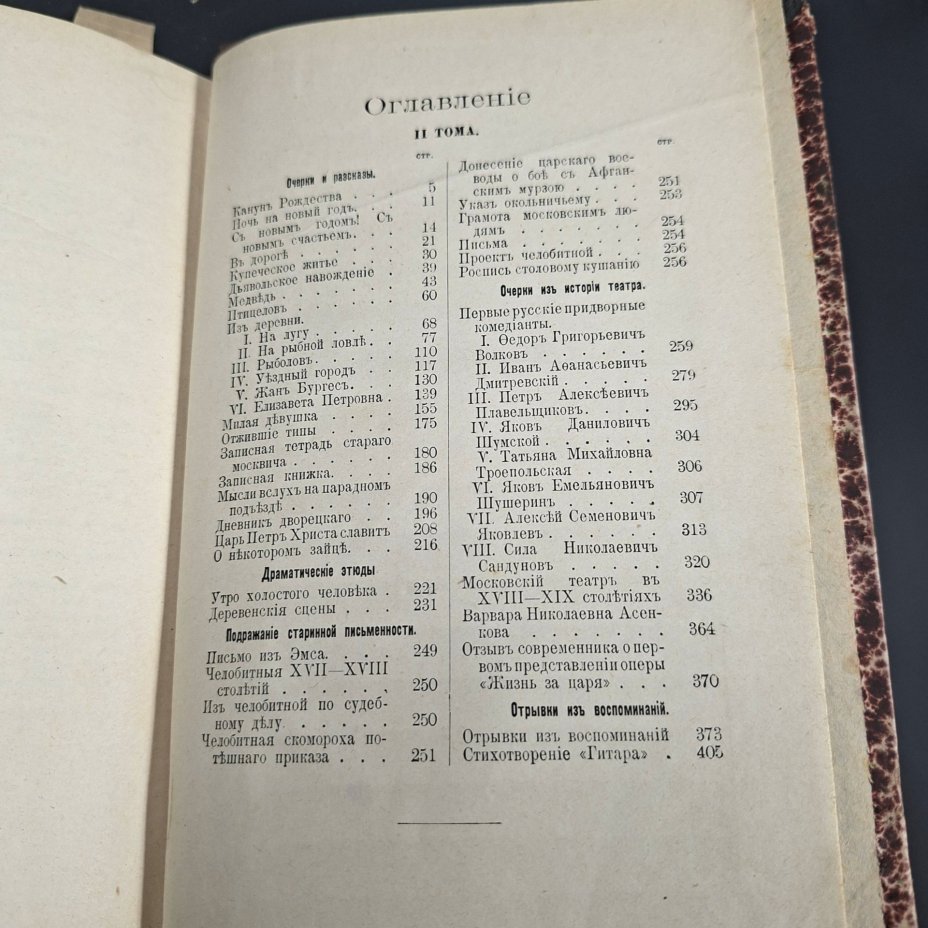 Оглавленіе
II ТОМА.
СТР.
Очерки и разсказы.
Канунъ Рождества . . . 5
Ночь на новый годъ. . . 11
Съ новымъ годомъ! Съ
новымъ счастьемъ. . . 14
Въ дорогѣ . . . . . 21
Купеческое житье . . . 30
Дьявольское навожденіе . 39
Медвѣдь . . . . . . 43
Птицеловъ . . . . . 60
Изъ деревни.
I. На лугу . . . . . 68
II. На рыбной ловлѣ. . . 77
III. Рыболовъ. . . . . 110
IV. Уѣздный городъ . . 117
V. Жанъ Бургесъ. . . . 130
VI. Елизавета Петровна . 139
Милая дѣвушка . . . . 155
Отжившіе типы . . . . 175
Записная тетрадь стараго
москвича . . . . . 180
Записная книжка. . . . 186
Мысли вслухъ на парадномъ
подъѣздѣ . . . . . 190
Дневникъ дворецкаго . . 196
Царь Петръ Христа славитъ 208
О нѣкоторомъ зайцѣ. . . 216
Драматическіе этюды
Утро холостого человѣка . 221
Деревенскія сцены . . . 231
Подражаніе старинной письменности.
Письмо изъ Эмса. . . . 249
Челобитныя XVII—XVIII
столѣтій . . . . . . 250
Изъ челобитной по судеб-
ному дѣлу. . . . . . 250
Челобитная скомороха по-
тѣшнаго приказа . . . 251
СТР.
Донесеніе царскаго вое-
воды о боѣ съ Афган-
скимъ мурзою . . . . 251
Указъ окольничьему . . . 253
Грамота московскимъ лю-
дямъ . . . . . . . 254
Письма . . . . . . . 254
Проектъ челобитной . . . 256
Роспись столовому кушанію 256
Очерки изъ исторіи театра.
Первые русскіе придворные
комедіанты.
I. Ѳедоръ Григорьевичъ
Волковъ . . . . . . . 259
II. Иванъ Аѳанасьевичъ
Дмитревскій . . . . . 279
III. Петръ Алексѣевичъ
Плавельщиковъ. . . . 295
IV. Яковъ Даниловичъ
Шумской . . . . . . 304
V. Татьяна Михайловна
Троепольская . . . . 306
VI. Яковъ Емельяновичъ
Шушеринъ . . . . . 307
VII. Алексѣй Семеновичъ
Яковлевъ . . . . . . 313
VIII. Сила Николаевичъ
Сандуновъ . . . . . 320
Московскій театръ въ
XVIII—XIX столѣтіяхъ 336
Варвара Николаевна Асен-
кова . . . . . . . 364
Отзывъ современника о пер-
вомъ представленіи оперы
«Жизнь за царя» . . . 370
Отрывки изъ воспоминаній.
Отрывки изъ воспоминаній 373
Стихотвореніе «Гитара» . 405